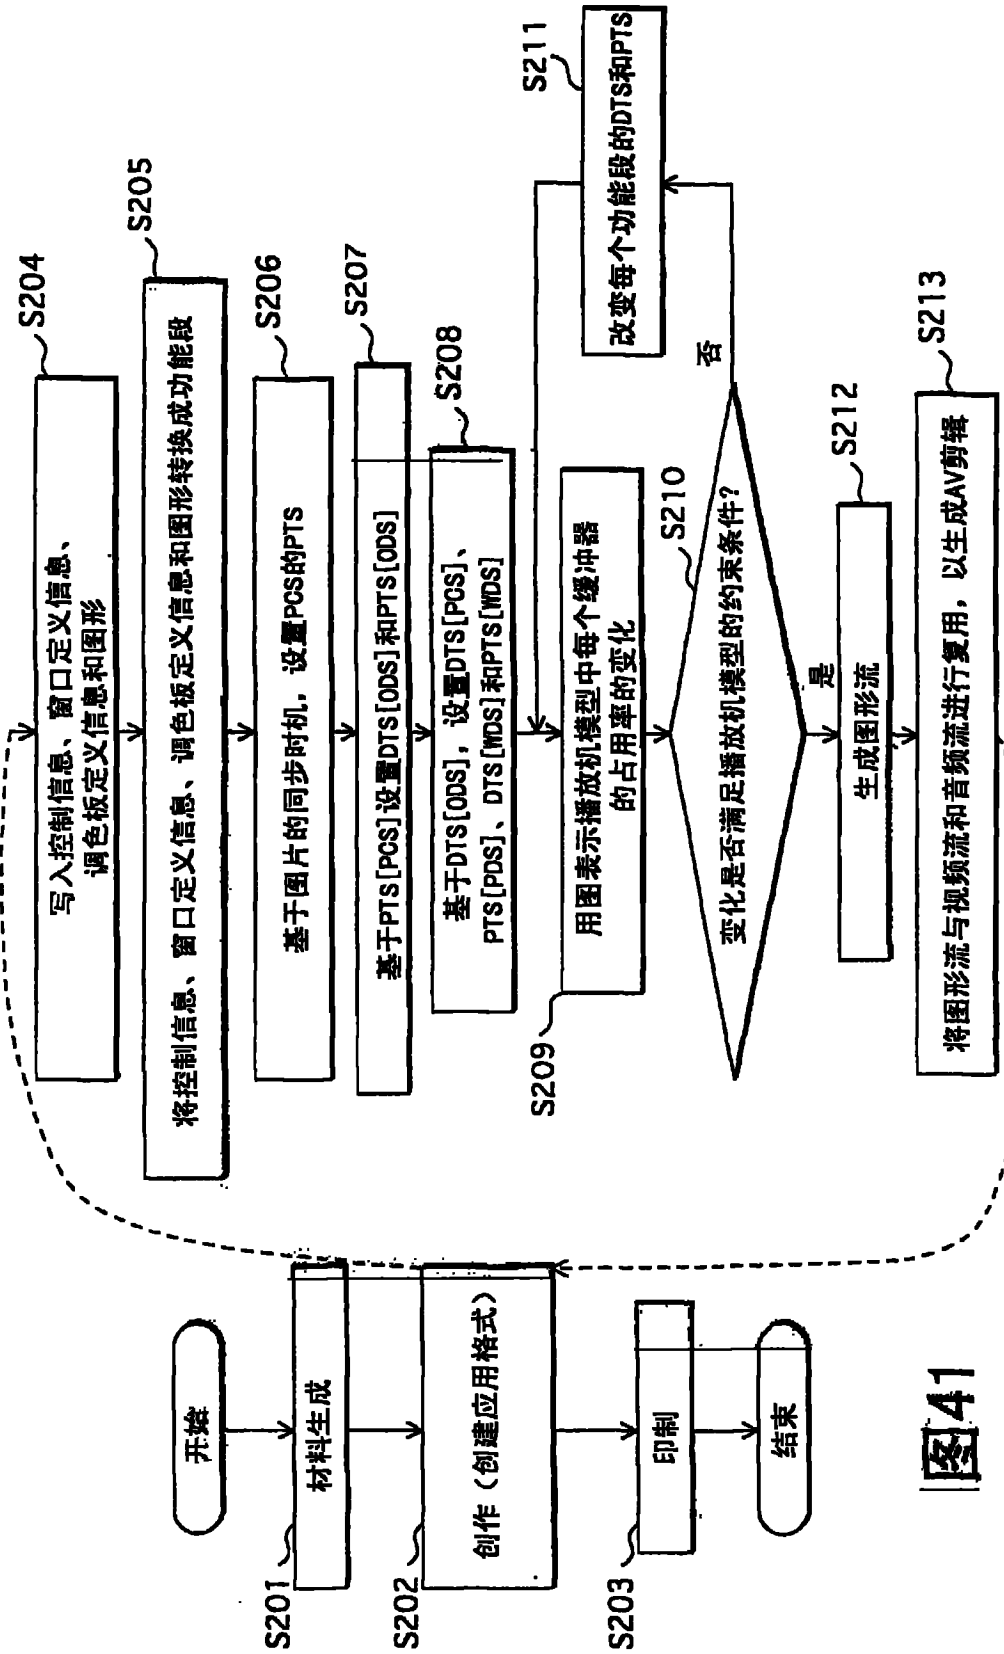 开始
S201
材料生成
S202
创作（创建应用格式）
S203
印制
结束
S204
写入控制信息、窗口定义信息、
调色板定义信息和图形
S205
将控制信息、窗口定义信息、调色板定义信息和图形转换成功能段
S206
基于图片的同步时机，设置PCS的PTS
S207
基于PTS[PCS]设置DTS[ODS]和PTS[ODS]
S208
基于DTS[ODS]，设置DTS[PCS]、
PTS[PDS]、DTS[WDS]和PTS[WDS]
S209
用图表示播放机模型中每个缓冲器
的占用率的变化
S210
变化是否满足播放机模型的约束条件？
否
S211
改变每个功能段的DTS和PTS
是
S212
生成图形流
S213
将图形流与视频流和音频流进行复用，以生成AV剪辑
图41